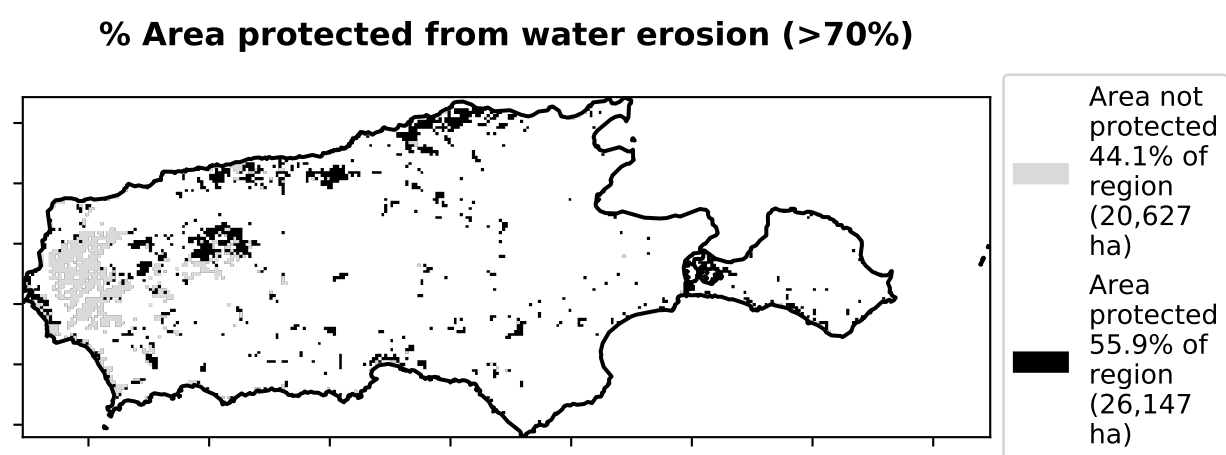 % Area protected from water erosion (>70%)
Area not
protected
44.1% of
region
(20,627
ha)
Area
protected
55.9% of
region
(26,147
ha)